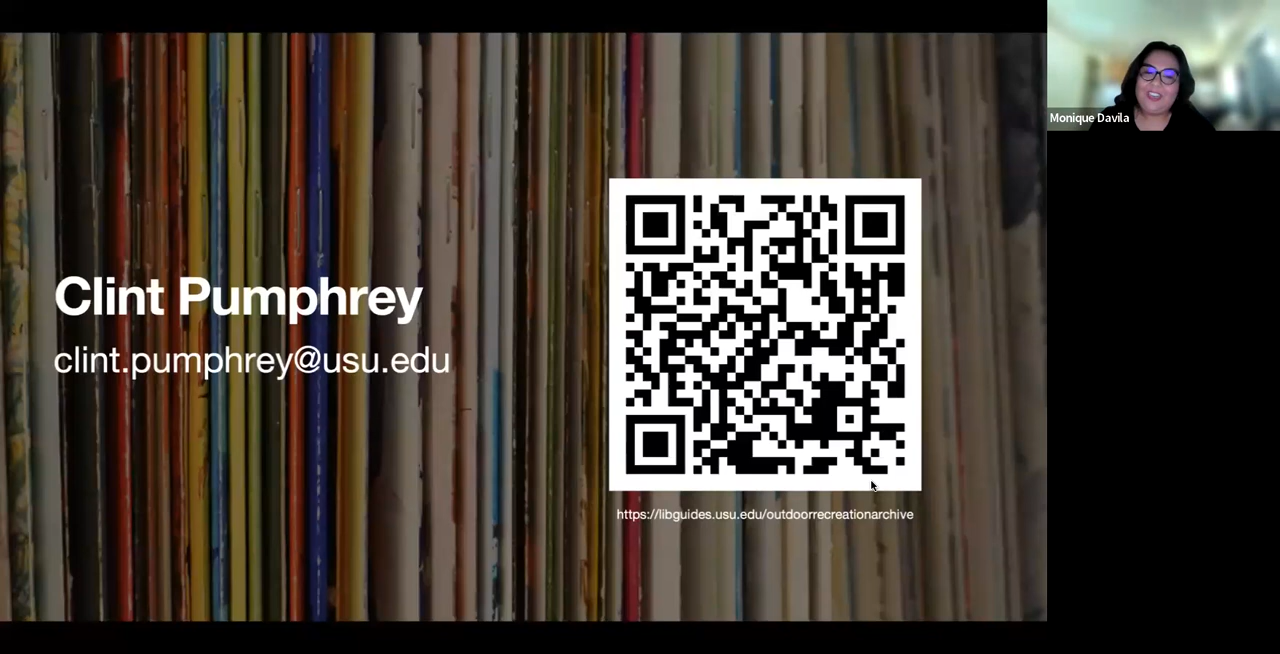 Clint Pumphrey
clint.pumphrey@usu.edu
https://libguides.usu.edu/outdoorrecreationarchive
Monique Davila